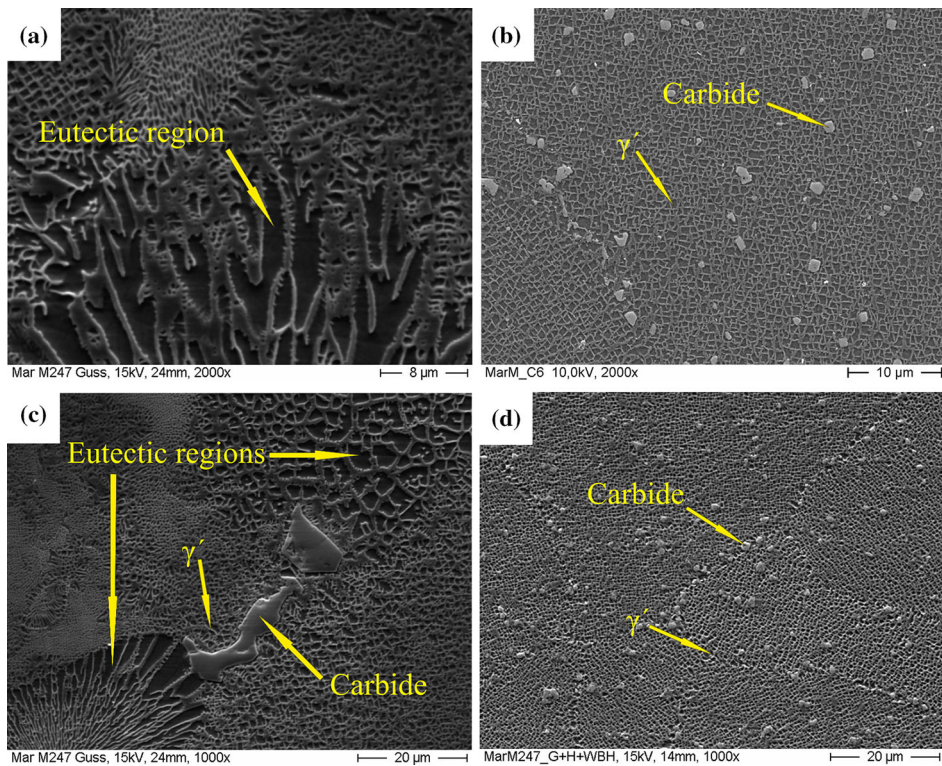 (a)
Eutectic region
Mar M247 Guss, 15kV, 24mm, 2000x
8 µm
(b)
Carbide
γ´
MarM_C6 10,0kV, 2000x
10 µm
(c)
Eutectic regions
γ´
Carbide
Mar M247 Guss, 15kV, 24mm, 1000x
20 µm
(d)
Carbide
γ´
MarM247_G+H+WBH, 15kV, 14mm, 1000x
20 µm